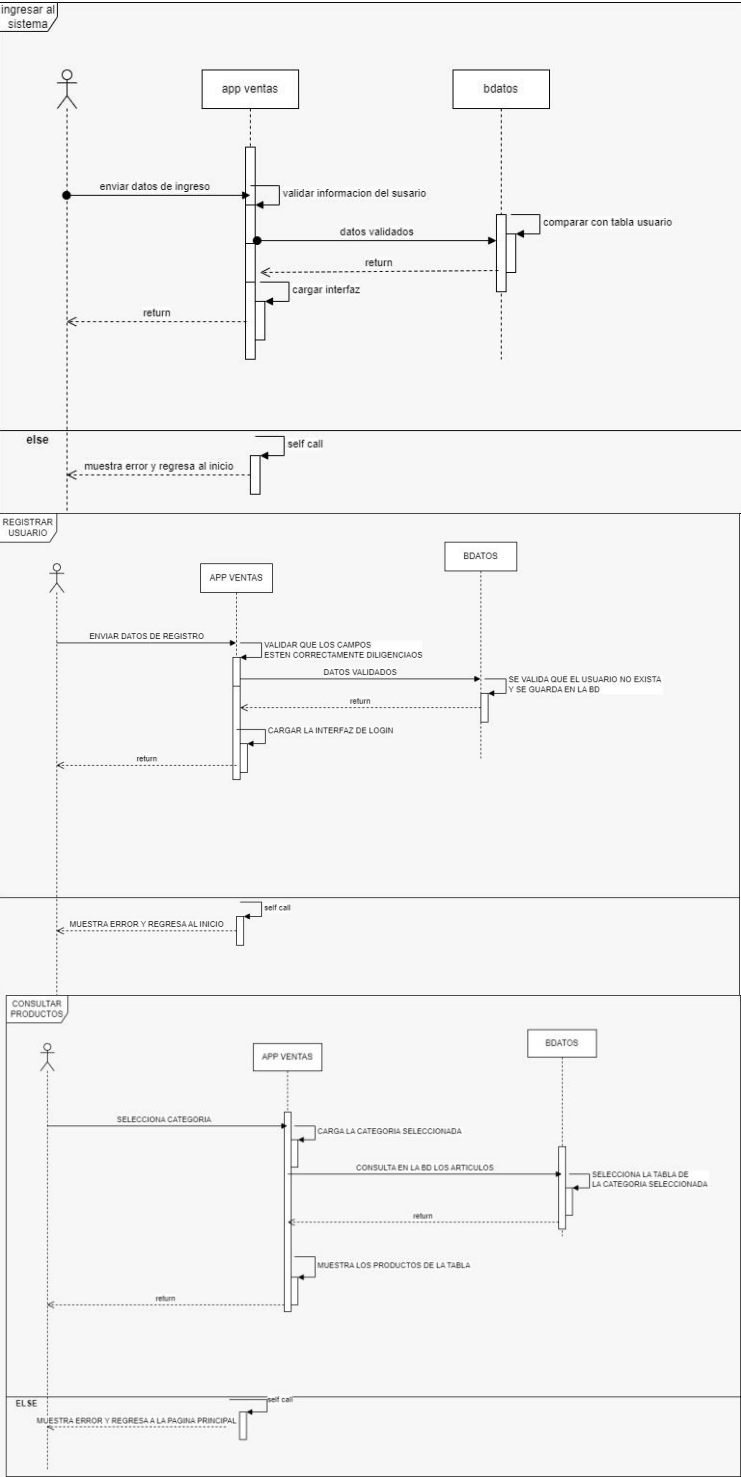 ingresar al
sistema
app ventas
bdatos
enviar datos de ingreso
validar informacion del susario
comparar con tabla usuario
datos validados
return
cargar interfaz
return
else
self call
muestra error y regresa al inicio
REGISTRAR
USUARIO
BDATOS
APP VENTAS
ENVIAR DATOS DE REGISTRO
VALIDAR QUE LOS CAMPOS
ESTEN CORRECTAMENTE DILIGENCIAOS
DATOS VALIDADOS
SE VALIDA QUE EL USUARIO NO EXISTA
Y SE GUARDA EN LA BD
return
CARGAR LA INTERFAZ DE LOGIN
return
self call
MUESTRA ERROR Y REGRESA AL INICIO
CONSULTAR
PRODUCTOS
BDATOS
APP VENTAS
SELECCIONA CATEGORIA
CARGA LA CATEGORIA SELECCIONADA
CONSULTA EN LA BD LOS ARTICULOS
SELECCIONA LA TABLA DE
LA CATEGORIA SELECCIONADA
return
MUESTRA LOS PRODUCTOS DE LA TABLA
return
ELSE
self call
MUESTRA ERROR Y REGRESA A LA PAGINA PRINCIPAL